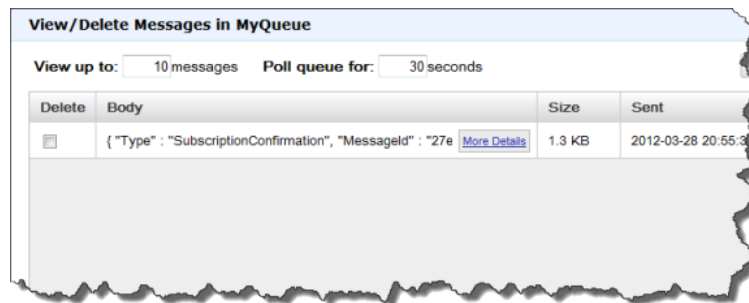 View/Delete Messages in MyQueue
View up to: 10 messages Poll queue for: 30 seconds
Delete Body Size Sent
{ "Type" : "SubscriptionConfirmation", "MessageId" : "27e More Details 1.3 KB 2012-03-28 20:55:3